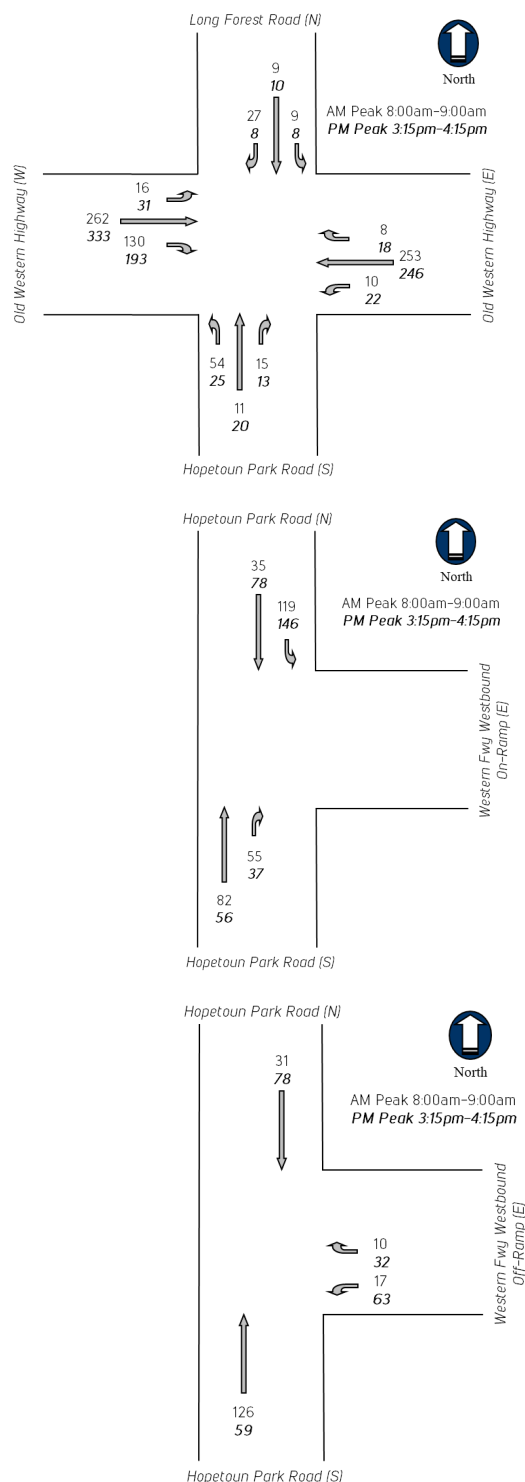 Long Forest Road (N)
North
AM Peak 8:00am-9:00am
PM Peak 3:15pm-4:15pm
9
10
27
8
9
8
Old Western Highway (W)
16
31
262
333
130
193
8
18
253
246
10
22
Old Western Highway (E)
54
25
15
13
11
20
Hopetoun Park Road (S)
Hopetoun Park Road (N)
North
AM Peak 8:00am-9:00am
PM Peak 3:15pm-4:15pm
35
78
119
146
Western Fwy Westbound
On-Ramp (E)
55
37
82
56
Hopetoun Park Road (S)
Hopetoun Park Road (N)
North
AM Peak 8:00am-9:00am
PM Peak 3:15pm-4:15pm
31
78
10
32
17
63
Western Fwy Westbound
Off-Ramp (E)
126
59
Hopetoun Park Road (S)